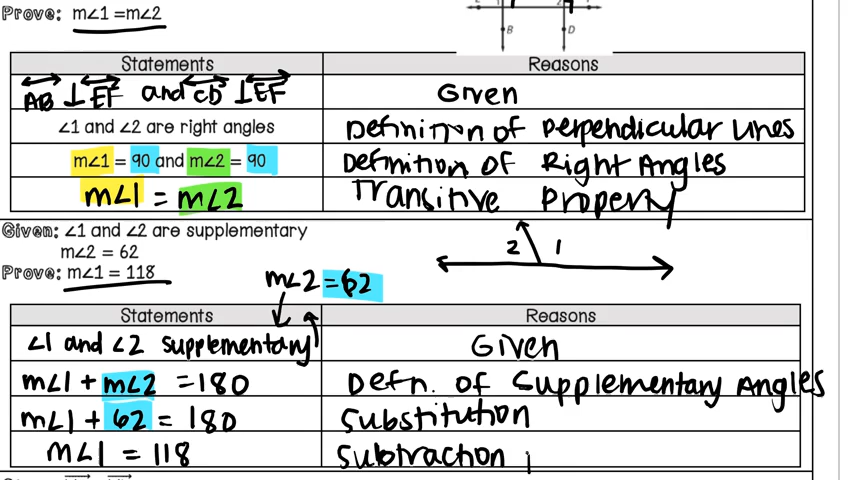 Prove: m∠1 = m∠2
B D
Statements Reasons
AB ⊥ EF and CD ⊥ EF Given
∠1 and ∠2 are right angles Definition of Perpendicular Lines
m∠1 = 90 and m∠2 = 90 Definition of Right Angles
m∠1 = m∠2 Transitive Property
Given: ∠1 and ∠2 are supplementary
m∠2 = 62
Prove: m∠1 = 118
2 1
m∠2 = 62
Statements Reasons
∠1 and ∠2 supplementary Given
m∠1 + m∠2 = 180 Defn. of Supplementary Angles
m∠1 + 62 = 180 Substitution
m∠1 = 118 Subtraction